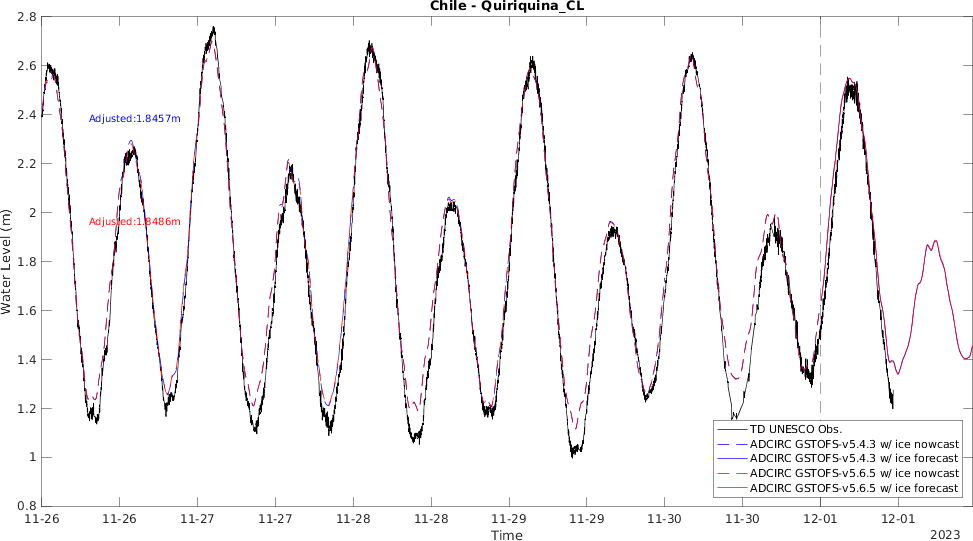 Chile - Quiriquina_CL
2.8
2.6
2.4
2.2
2
1.8
1.6
1.4
1.2
1
0.8
Water Level (m)
Adjusted:1.8457m
Adjusted:1.8486m
TD UNESCO Obs.
ADCIRC GSTOFS-v5.4.3 w/ ice nowcast
ADCIRC GSTOFS-v5.4.3 w/ ice forecast
ADCIRC GSTOFS-v5.6.5 w/ ice nowcast
ADCIRC GSTOFS-v5.6.5 w/ ice forecast
11-26 11-26 11-27 11-27 11-28 11-28 11-29 11-29 11-30 11-30 12-01 12-01
Time
2023